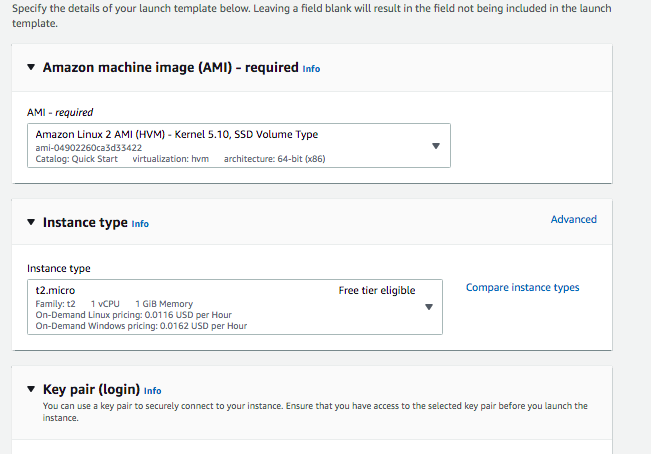 Specify the details of your launch template below. Leaving a field blank will result in the field not being included in the launch
template.
Amazon machine image (AMI) - required Info
AMI - required
Amazon Linux 2 AMI (HVM) - Kernel 5.10, SSD Volume Type
ami-04902260ca3d33422
Catalog: Quick Start virtualization: hvm architecture: 64-bit (x86)
Instance type Info
Advanced
Instance type
t2.micro Free tier eligible
Family: t2 1 vCPU 1 GiB Memory
On-Demand Linux pricing: 0.0116 USD per Hour
On-Demand Windows pricing: 0.0162 USD per Hour
Compare instance types
Key pair (login) Info
You can use a key pair to securely connect to your instance. Ensure that you have access to the selected key pair before you launch the
instance.